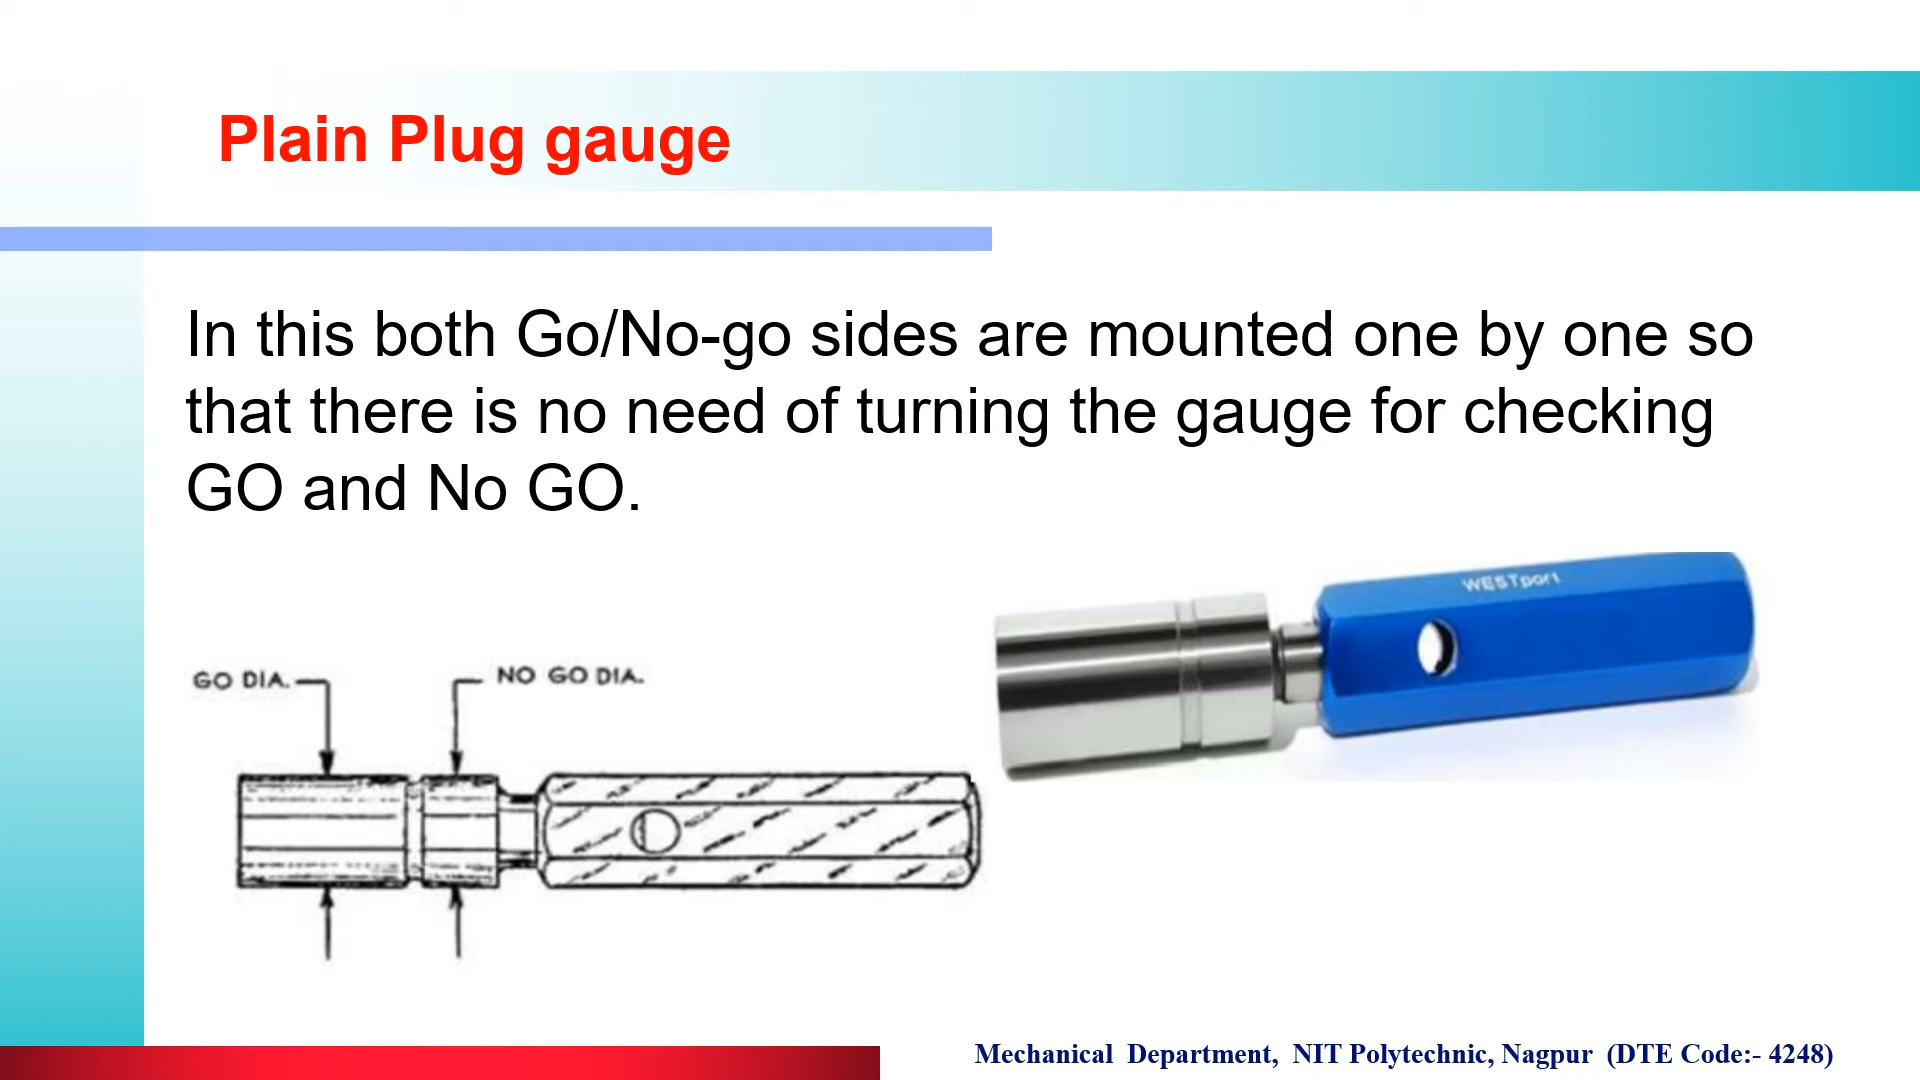 Plain Plug gauge
In this both Go/No-go sides are mounted one by one so
that there is no need of turning the gauge for checking
GO and No GO.
WESTport
GO DIA.
NO GO DIA.
Mechanical Department, NIT Polytechnic, Nagpur (DTE Code:- 4248)